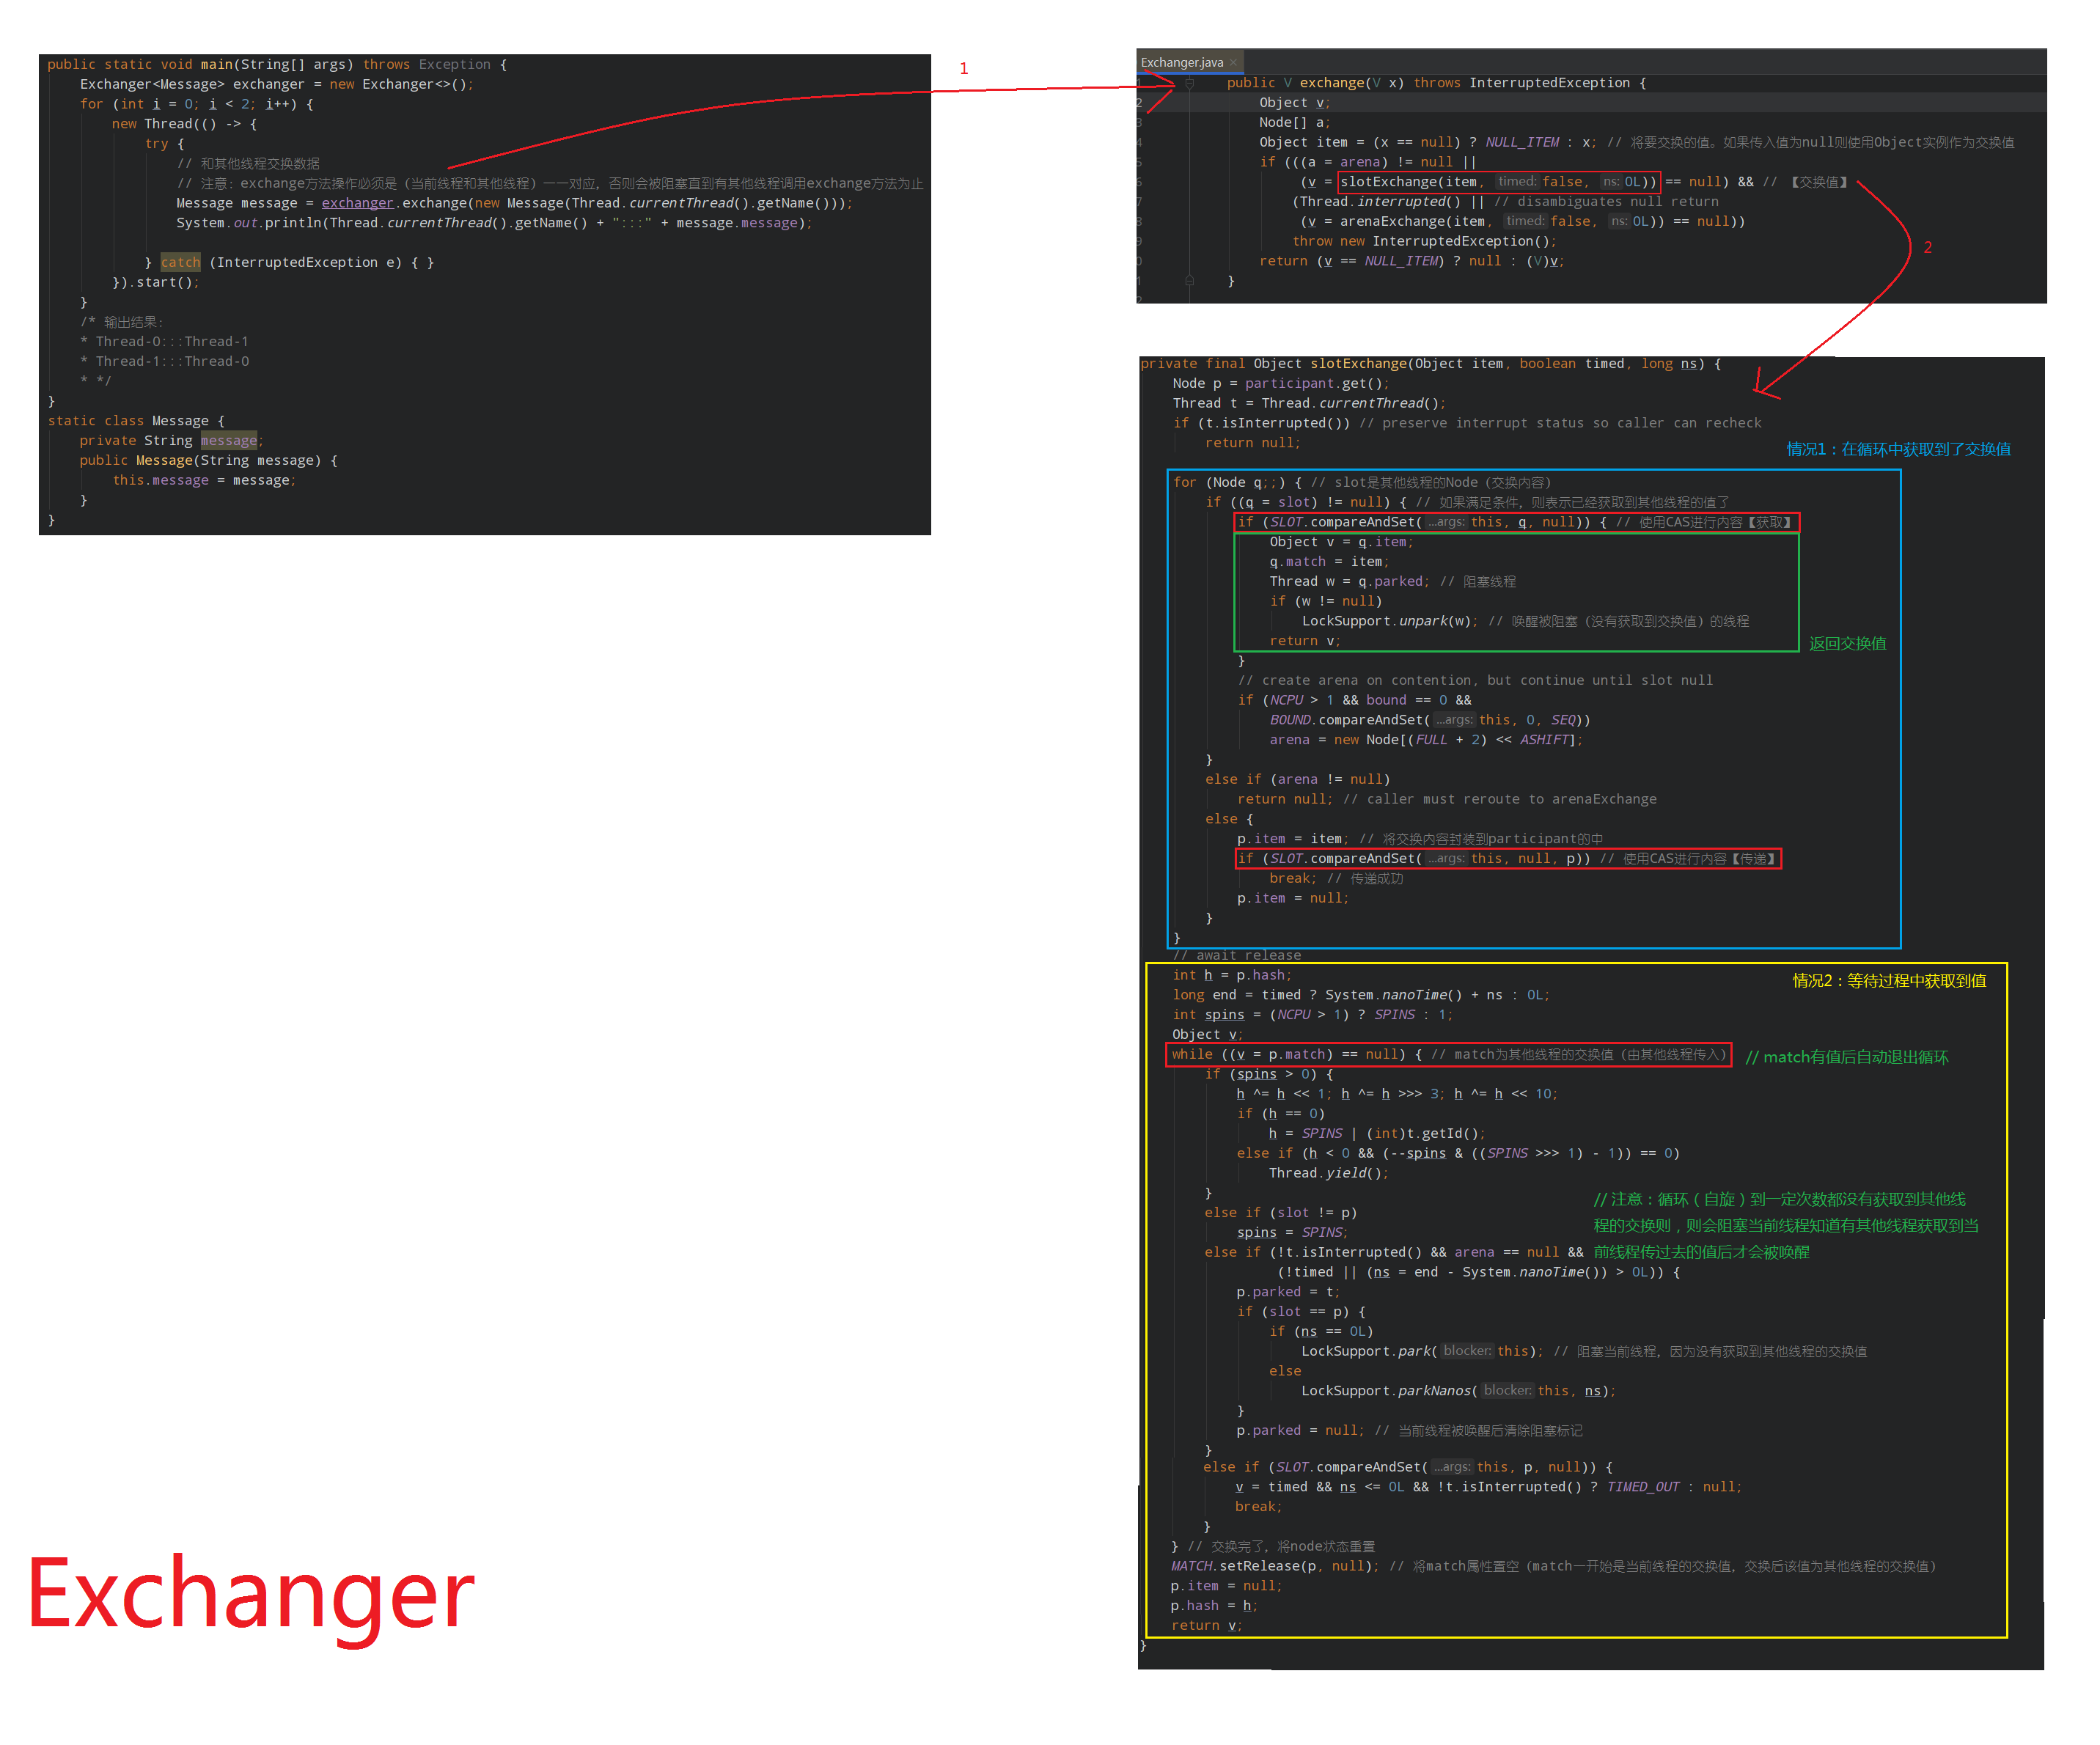 public static void main(String[] args) throws Exception {
Exchanger<Message> exchanger = new Exchanger<>();
for (int i = 0; i < 2; i++) {
new Thread(() -> {
try {
// 和其他线程交换数据
// 注意：exchange方法操作必须是（当前线程和其他线程）一一对应，否则会被阻塞直到有其他线程调用exchange方法为止
Message message = exchanger.exchange(new Message(Thread.currentThread().getName()));
System.out.println(Thread.currentThread().getName() + ":::" + message.message);
} catch (InterruptedException e) { }
}).start();
}
/* 输出结果：
* Thread-0:::Thread-1
* Thread-1:::Thread-0
* */
}
static class Message {
private String message;
public Message(String message) {
this.message = message;
}
}
1
Exchanger.java ×
public V exchange(V x) throws InterruptedException {
Object v;
Node[] a;
Object item = (x == null) ? NULL_ITEM : x; // 将要交换的值。如果传入值为null则使用Object实例作为交换值
if (((a = arena) != null ||
(v = slotExchange(item, timed: false, ns: 0L)) == null) && // 【交换值】
(Thread.interrupted() || // disambiguates null return
(v = arenaExchange(item, timed: false, ns: 0L)) == null))
throw new InterruptedException();
return (v == NULL_ITEM) ? null : (V)v;
}
2
private final Object slotExchange(Object item, boolean timed, long ns) {
Node p = participant.get();
Thread t = Thread.currentThread();
if (t.isInterrupted()) // preserve interrupt status so caller can recheck
return null;
情况1：在循环中获取到了交换值
for (Node q;;) { // slot是其他线程的Node（交换内容）
if ((q = slot) != null) { // 如果满足条件，则表示已经获取到其他线程的值了
if (SLOT.compareAndSet( ...args: this, q, null)) { // 使用CAS进行内容【获取】
Object v = q.item;
q.match = item;
Thread w = q.parked; // 阻塞线程
if (w != null)
LockSupport.unpark(w); // 唤醒被阻塞（没有获取到交换值）的线程
return v;
返回交换值
}
// create arena on contention, but continue until slot null
if (NCPU > 1 && bound == 0 &&
BOUND.compareAndSet( ...args: this, 0, SEQ))
arena = new Node[(FULL + 2) << ASHIFT];
}
else if (arena != null)
return null; // caller must reroute to arenaExchange
else {
p.item = item; // 将交换内容封装到participant的中
if (SLOT.compareAndSet( ...args: this, null, p)) // 使用CAS进行内容【传递】
break; // 传递成功
p.item = null;
}
}
// await release
int h = p.hash;
情况2：等待过程中获取到值
long end = timed ? System.nanoTime() + ns : 0L;
int spins = (NCPU > 1) ? SPINS : 1;
Object v;
while ((v = p.match) == null) { // match为其他线程的交换值（由其他线程传入） // match有值后自动退出循环
if (spins > 0) {
h ^= h << 1; h ^= h >>> 3; h ^= h << 10;
if (h == 0)
h = SPINS | (int)t.getId();
else if (h < 0 && (--spins & ((SPINS >>> 1) - 1)) == 0)
Thread.yield();
}
// 注意：循环（自旋）到一定次数都没有获取到其他线
程的交换则，则会阻塞当前线程知道有其他线程获取到当
前线程传过去的值后才会被唤醒
else if (slot != p)
spins = SPINS;
else if (!t.isInterrupted() && arena == null &&
(!timed || (ns = end - System.nanoTime()) > 0L)) {
p.parked = t;
if (slot == p) {
if (ns == 0L)
LockSupport.park( blocker: this); // 阻塞当前线程，因为没有获取到其他线程的交换值
else
LockSupport.parkNanos( blocker: this, ns);
}
p.parked = null; // 当前线程被唤醒后清除阻塞标记
}
else if (SLOT.compareAndSet( ...args: this, p, null)) {
v = timed && ns <= 0L && !t.isInterrupted() ? TIMED_OUT : null;
break;
}
} // 交换完了，将node状态重置
MATCH.setRelease(p, null); // 将match属性置空（match一开始是当前线程的交换值，交换后该值为其他线程的交换值）
p.item = null;
p.hash = h;
return v;
}
Exchanger